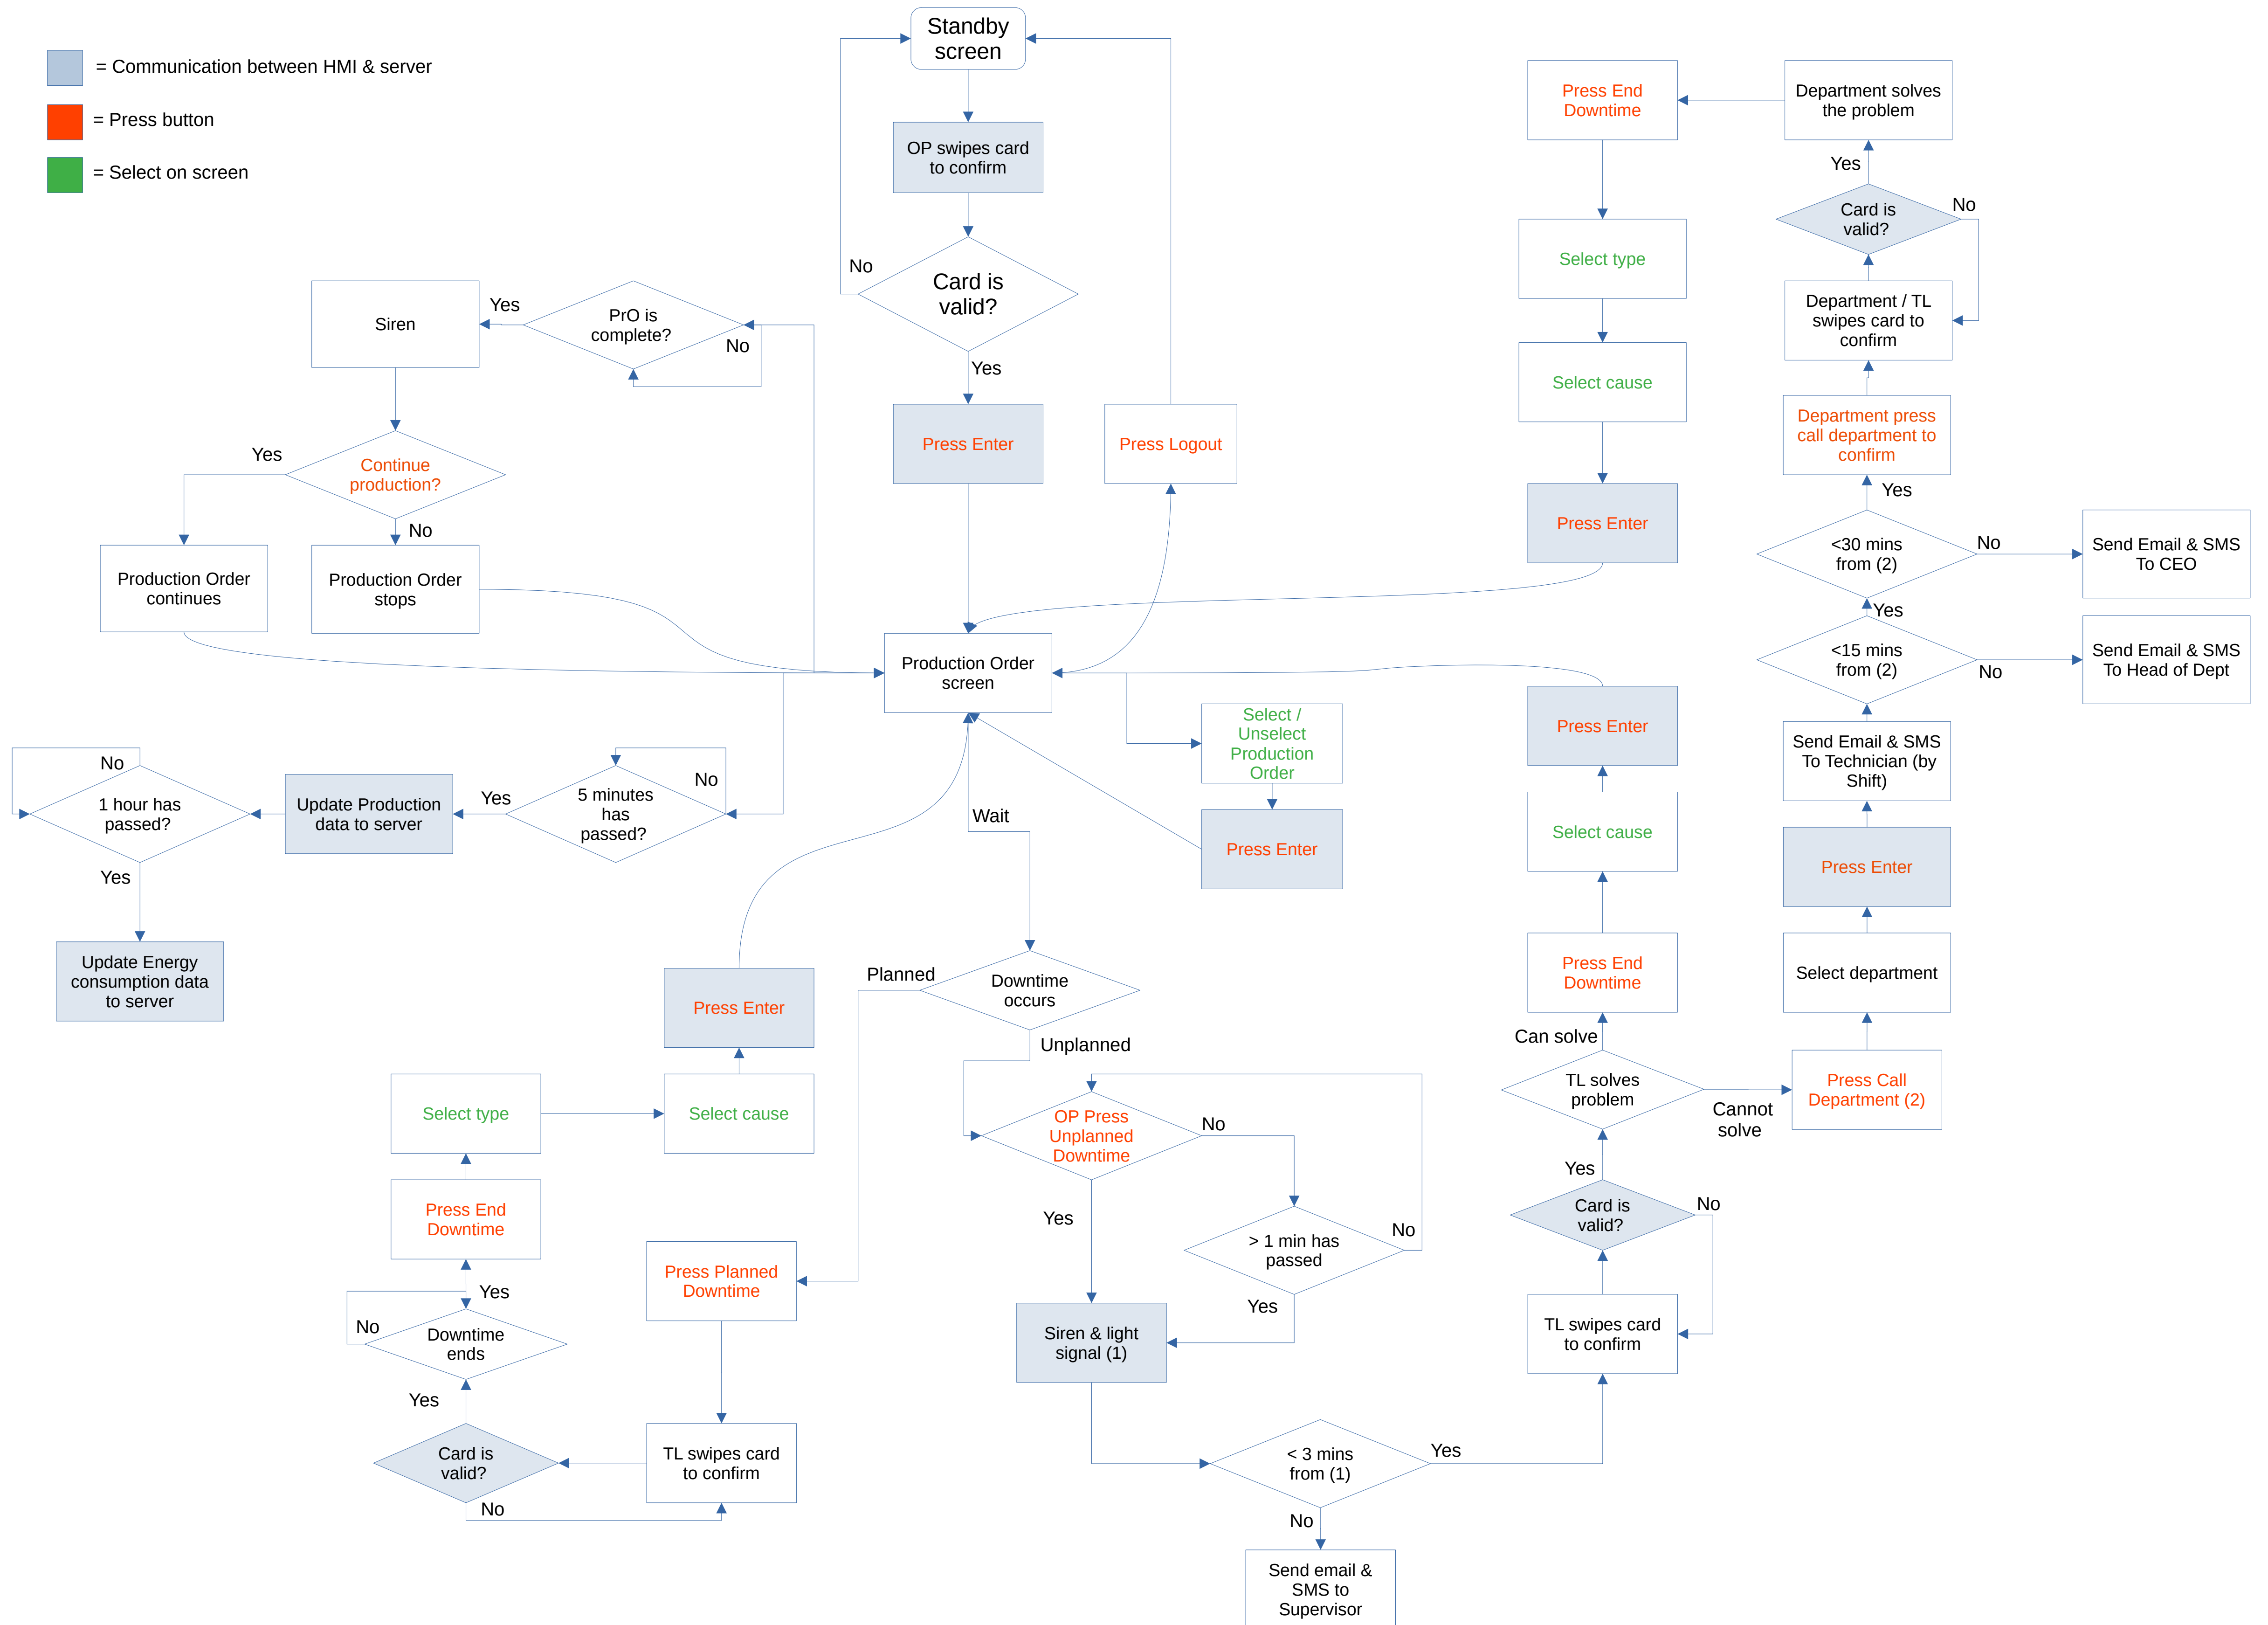 Standby
screen
= Communication between HMI & server
= Press button
= Select on screen
OP swipes card
to confirm
Card is
valid?
No
Yes
Press Enter
Press Logout
Siren
Yes
PrO is
complete?
No
Continue
production?
Yes
No
Production Order
continues
Production Order
stops
Production Order
screen
Select /
Unselect
Production
Order
Press Enter
Wait
No
1 hour has
passed?
Yes
Update Production
data to server
Yes
5 minutes
has
passed?
No
Update Energy
consumption data
to server
Press Enter
Planned
Downtime
occurs
Unplanned
Select type
Select cause
Press End
Downtime
Yes
No
Downtime
ends
Yes
Card is
valid?
No
Press Planned
Downtime
TL swipes card
to confirm
OP Press
Unplanned
Downtime
No
Yes
> 1 min has
passed
No
Yes
Siren & light
signal (1)
< 3 mins
from (1)
Yes
No
Send email &
SMS to
Supervisor
Press End
Downtime
Select type
Select cause
Press Enter
Press Enter
Select cause
Press End
Downtime
Can solve
TL solves
problem
Cannot
solve
Yes
Card is
valid?
No
TL swipes card
to confirm
Department solves
the problem
Yes
Card is
valid?
No
Department / TL
swipes card to
confirm
Department press
call department to
confirm
Yes
<30 mins
from (2)
No
Send Email & SMS
To CEO
Yes
<15 mins
from (2)
No
Send Email & SMS
To Head of Dept
Send Email & SMS
To Technician (by
Shift)
Press Enter
Select department
Press Call
Department (2)